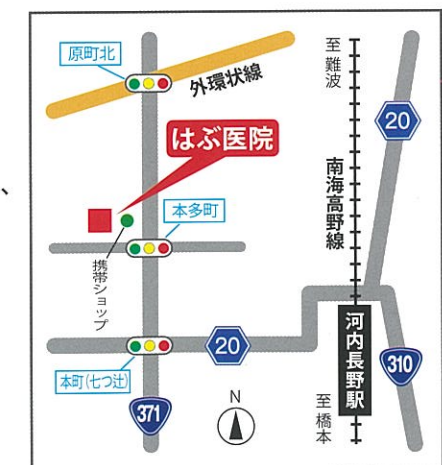 原町北
外環状線
至難波
20
はぶ医院
、
本多町
南海高野線
携帯ショップ
20
河内長野駅
310
本町(七つ辻)
371
N
至橋本